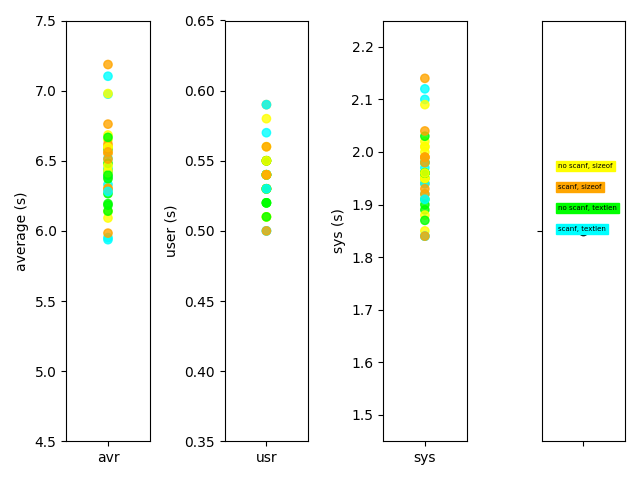 7.5
7.0
6.5
6.0
5.5
5.0
4.5
average (s)
avr
0.65
0.60
0.55
0.50
0.45
0.40
0.35
user (s)
usr
2.2
2.1
2.0
1.9
1.8
1.7
1.6
1.5
sys (s)
sys
no scanf, sizeof
scanf, sizeof
no scanf, textlen
scanf, textlen